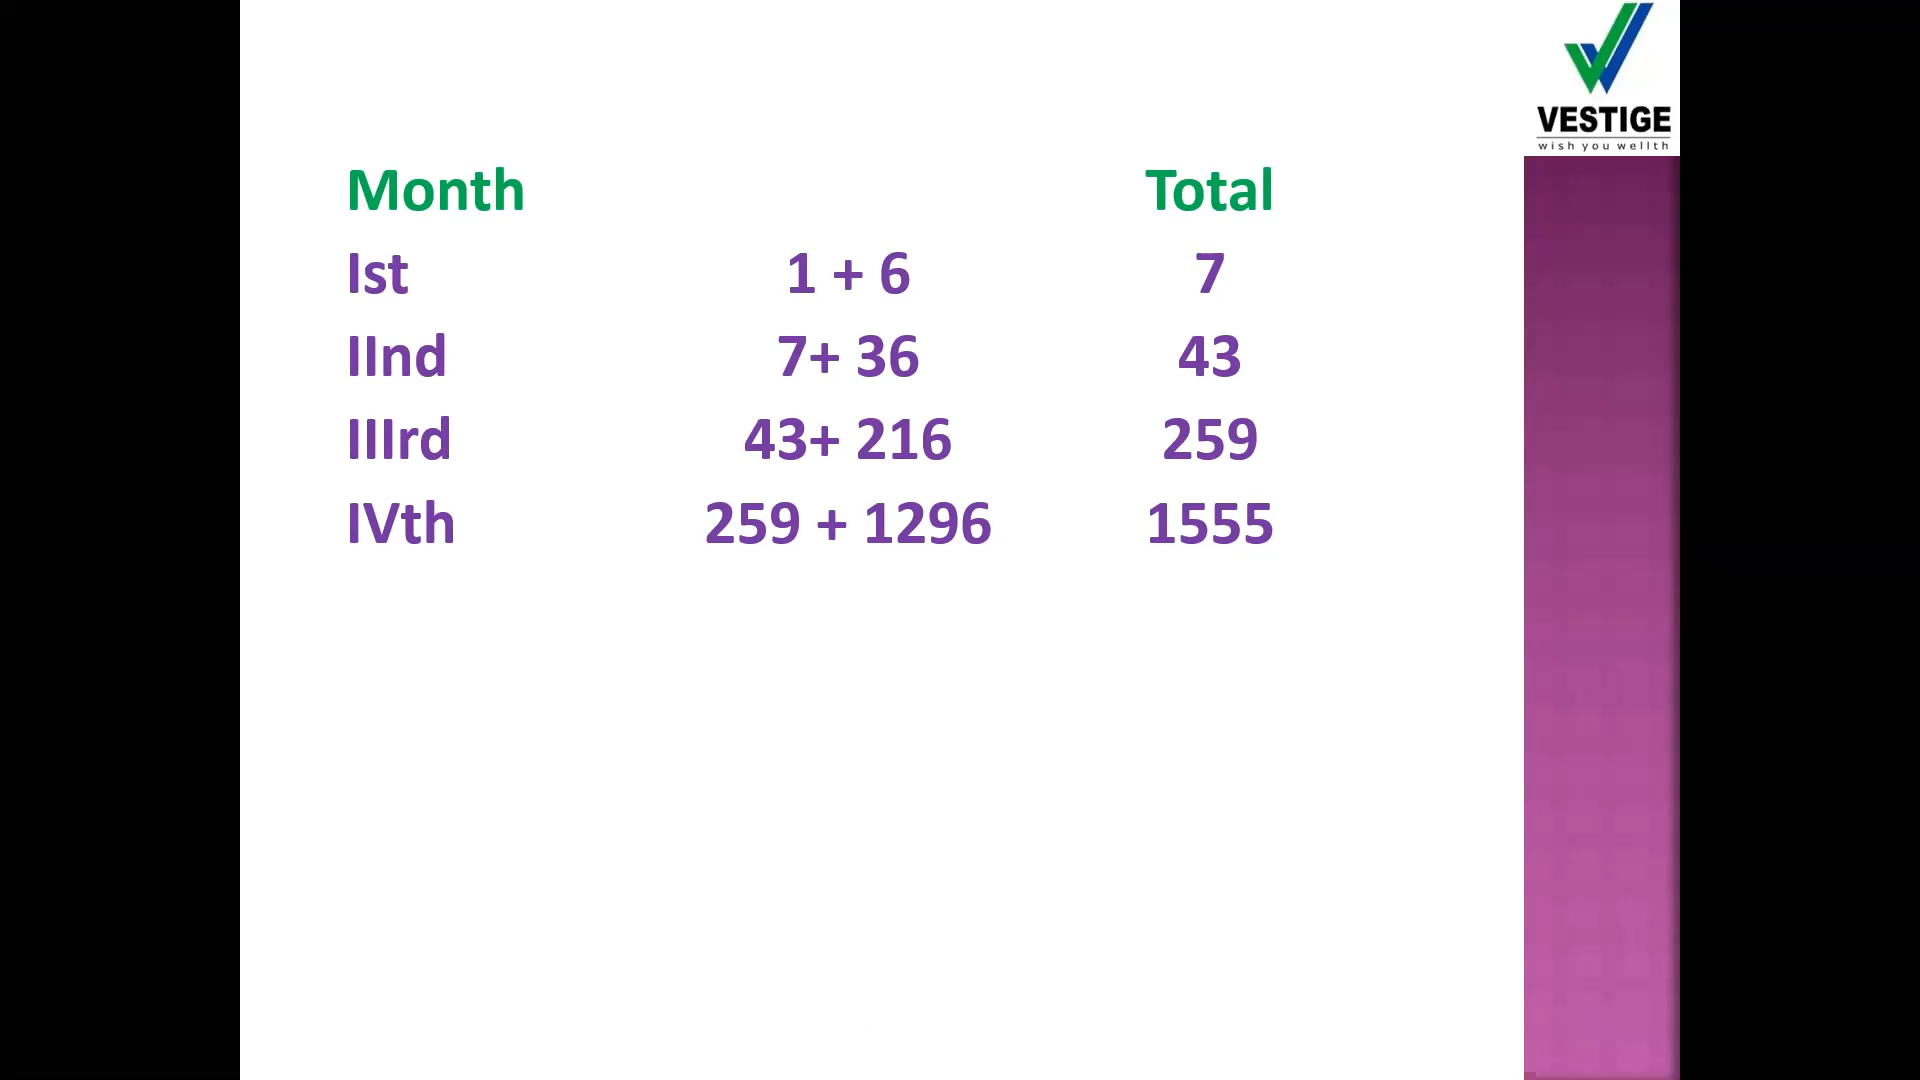 VESTIGE
wish you wellth
Month Total
Ist 1 + 6 7
IInd 7+ 36 43
IIIrd 43+ 216 259
IVth 259 + 1296 1555